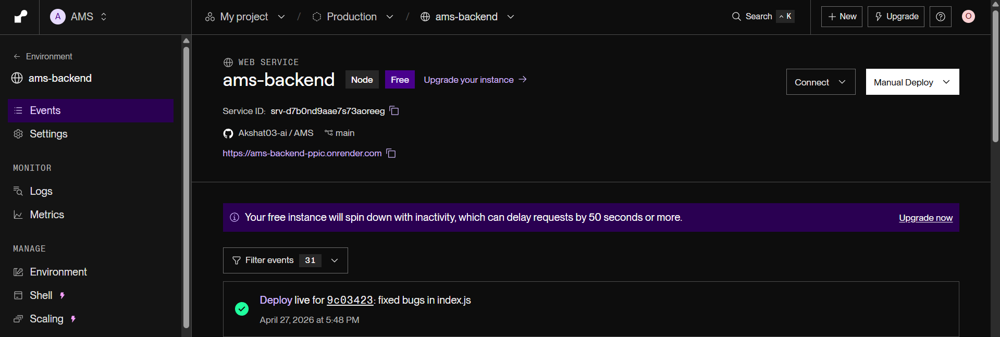 A AMS
My project / Production / ams-backend
Search ^ K
+ New
Upgrade
?
O
← Environment
ams-backend
Events
Settings
MONITOR
Logs
Metrics
MANAGE
Environment
Shell
Scaling
WEB SERVICE
ams-backend Node Free Upgrade your instance →
Connect
Manual Deploy
Service ID: srv-d7b0nd9aae7s73aoreeg
Akshat03-ai / AMS main
https://ams-backend-ppic.onrender.com
Your free instance will spin down with inactivity, which can delay requests by 50 seconds or more.
Upgrade now
Filter events 31
Deploy live for 9c03423: fixed bugs in index.js
April 27, 2026 at 5:48 PM